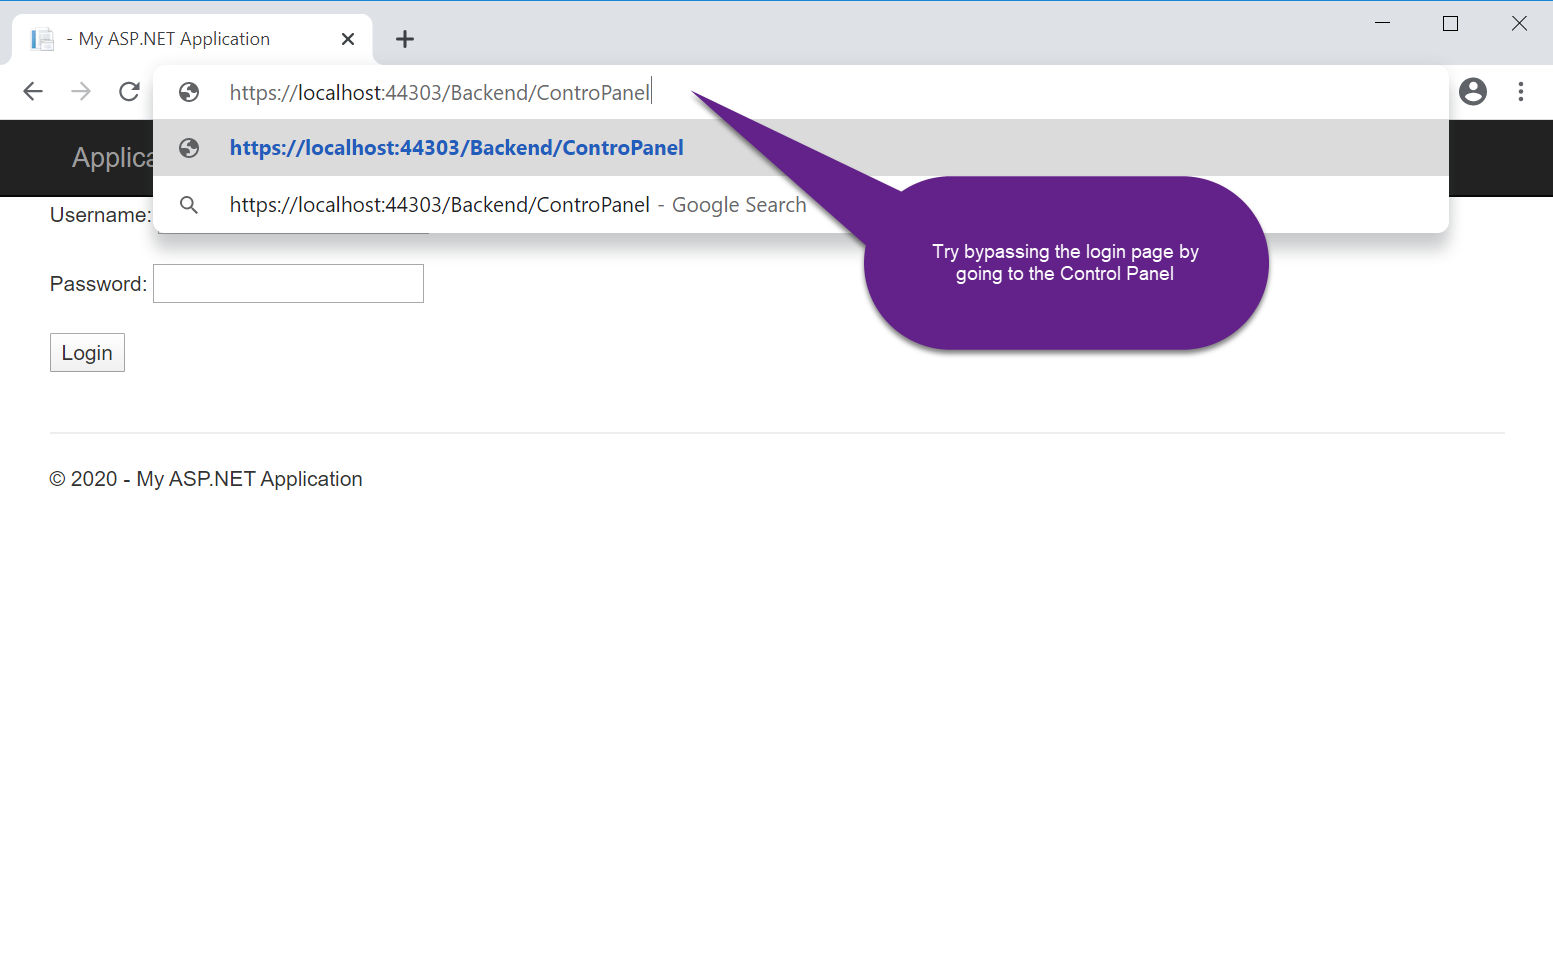 - My ASP.NET Application
https://localhost:44303/Backend/ControPanel
https://localhost:44303/Backend/ControPanel
https://localhost:44303/Backend/ControPanel - Google Search
Applica
Username:
Try bypassing the login page by
going to the Control Panel
Password:
Login
© 2020 - My ASP.NET Application